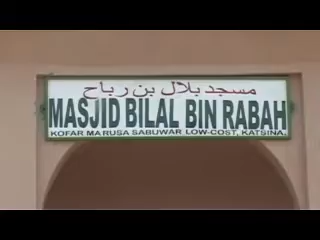 مسجد بلال بن رباح
MASJID BILAL BIN RABAH
KOFAR MARUSA SABUWAR LOW-COST, KATSINA.